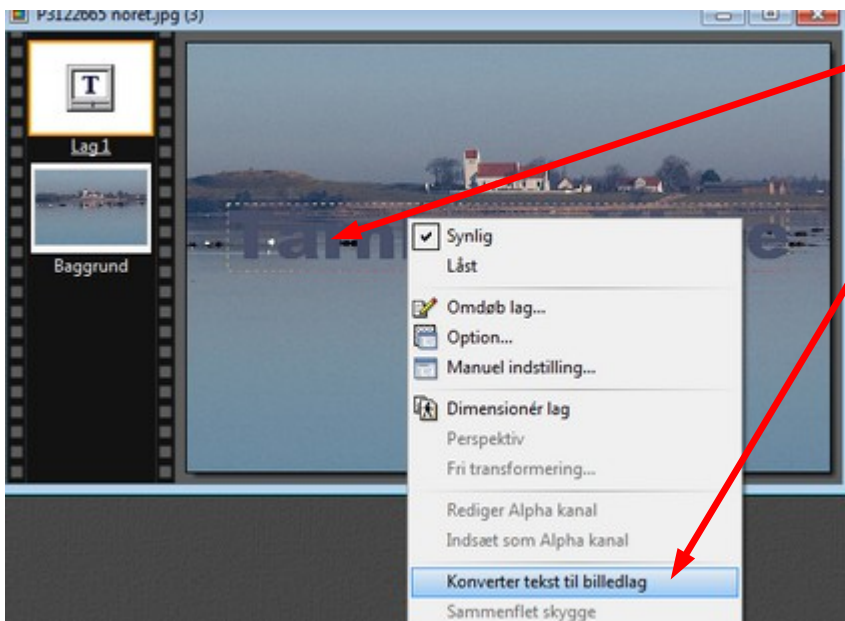 P3122665 noret.jpg (3)
T
Lag 1
Baggrund
Synlig
Låst
Omdøb lag...
Option...
Manuel indstilling...
Dimensionér lag
Perspektiv
Fri transformering...
Rediger Alpha kanal
Indsæt som Alpha kanal
Konverter tekst til billedlag
Sammenflet skygge